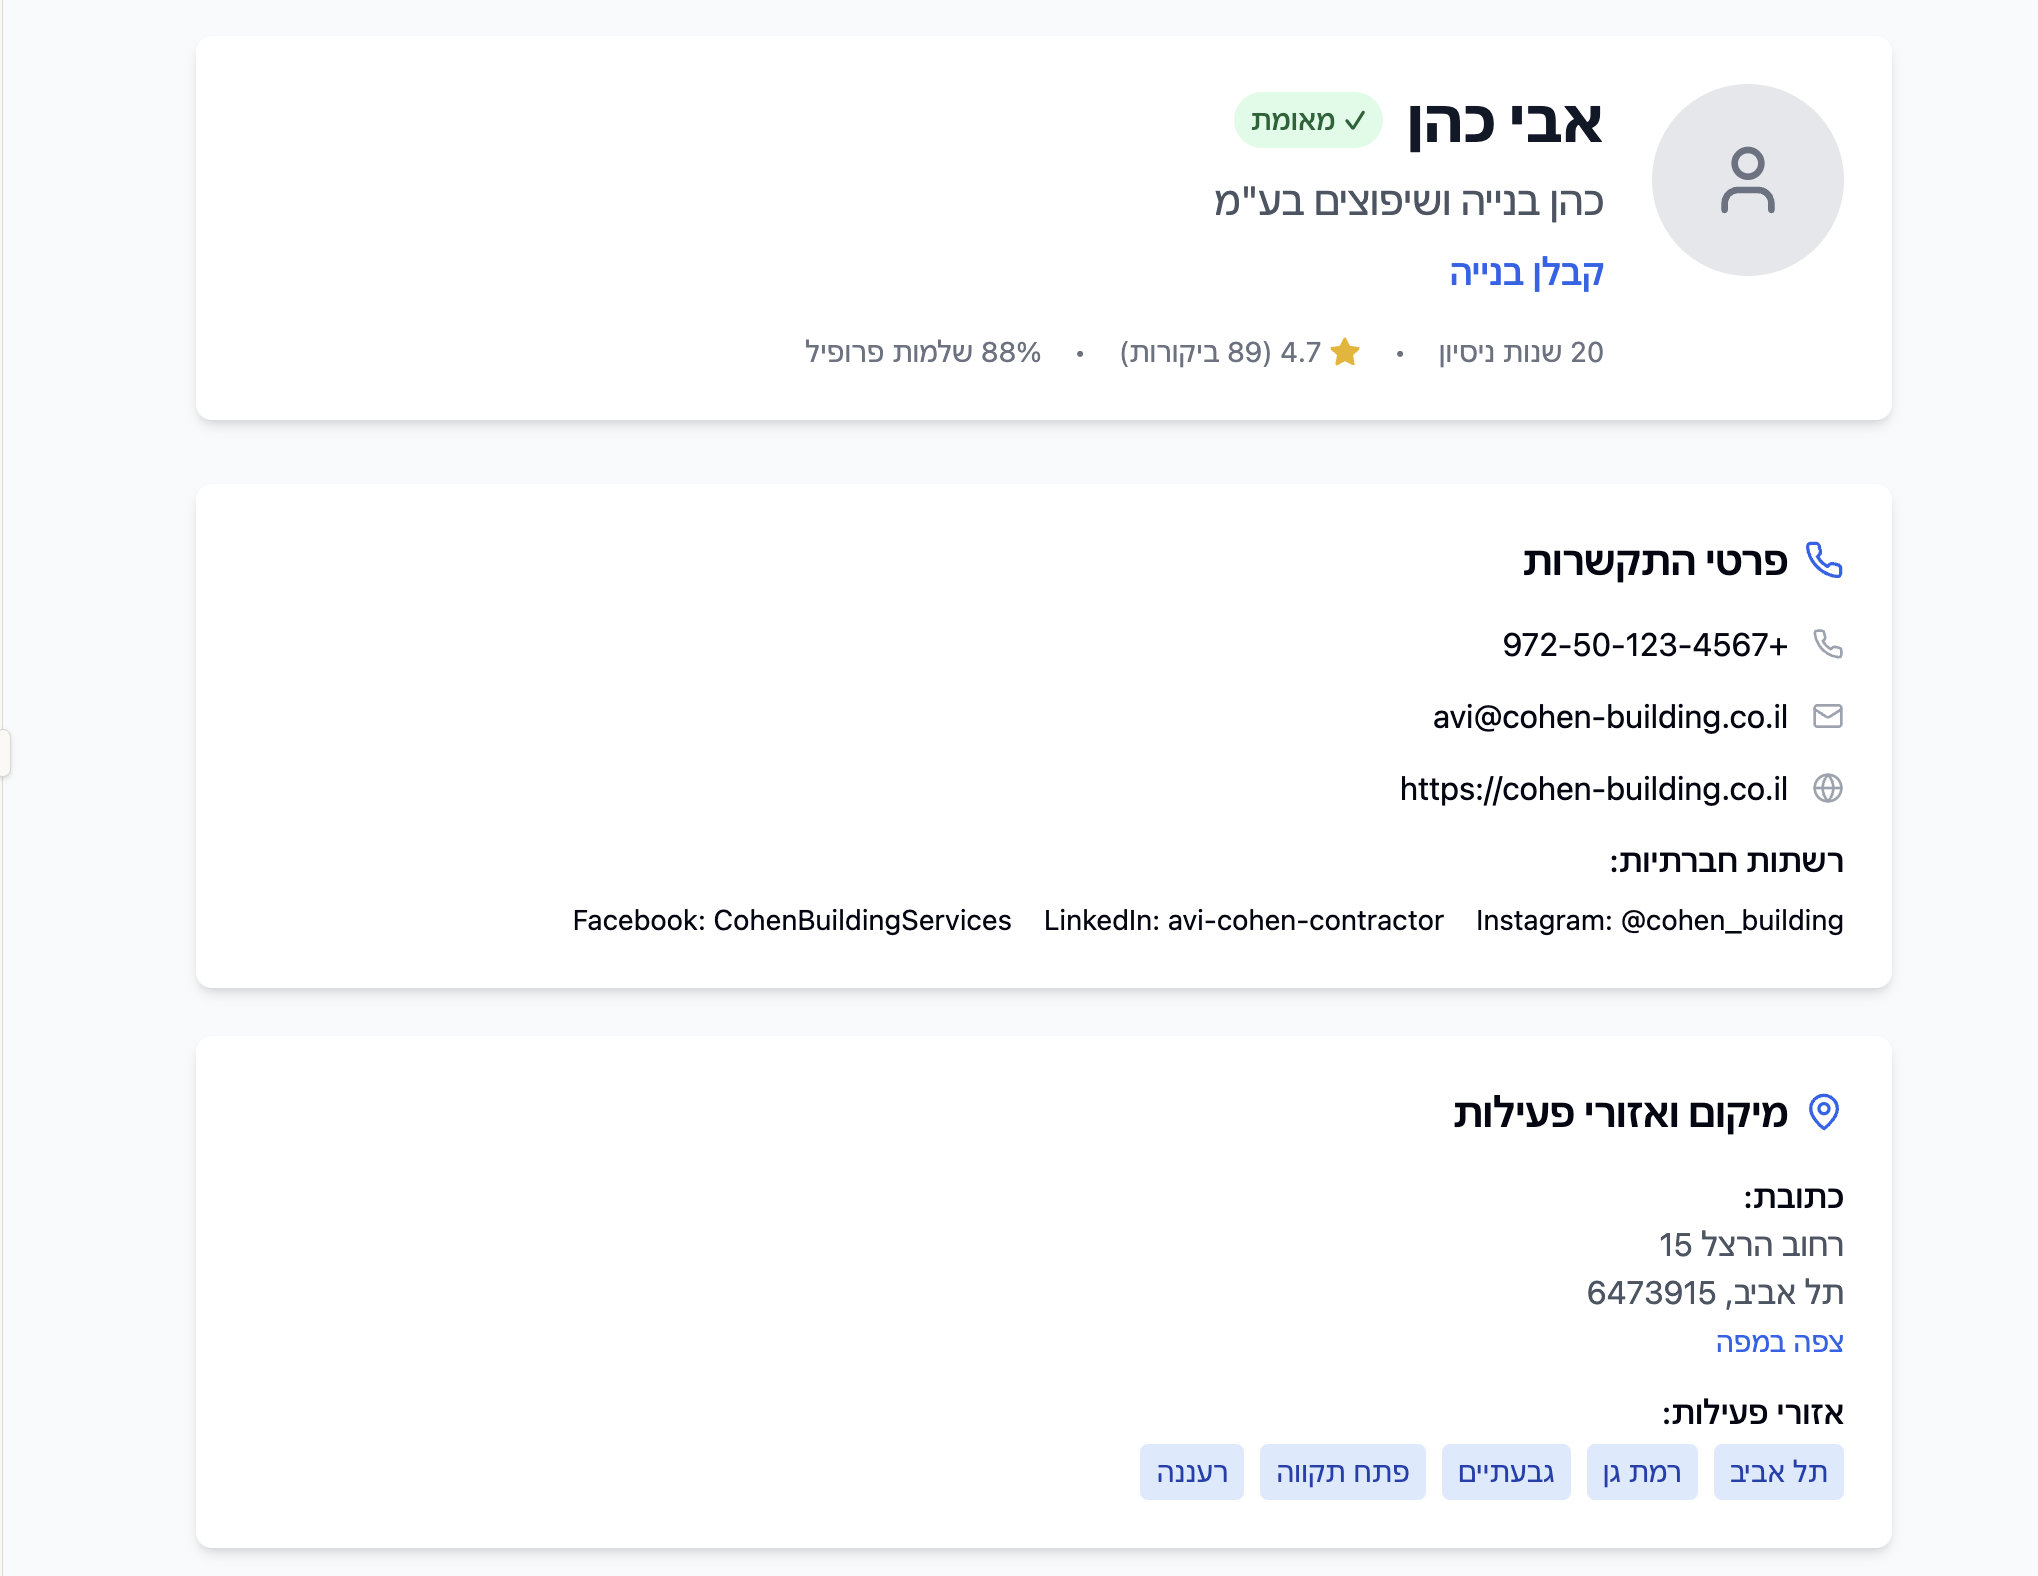 אבי כהן ✓ מאומת
כהן בנייה ושיפוצים בע"מ
קבלן בנייה
20 שנות ניסיון • 4.7 (89 ביקורות) • 88% שלמות פרופיל
פרטי התקשרות
972-50-123-4567+
avi@cohen-building.co.il
https://cohen-building.co.il
רשתות חברתיות:
Instagram: @cohen_building LinkedIn: avi-cohen-contractor Facebook: CohenBuildingServices
מיקום ואזורי פעילות
כתובת:
רחוב הרצל 15
תל אביב, 6473915
צפה במפה
אזורי פעילות:
תל אביב רמת גן גבעתיים פתח תקווה רעננה